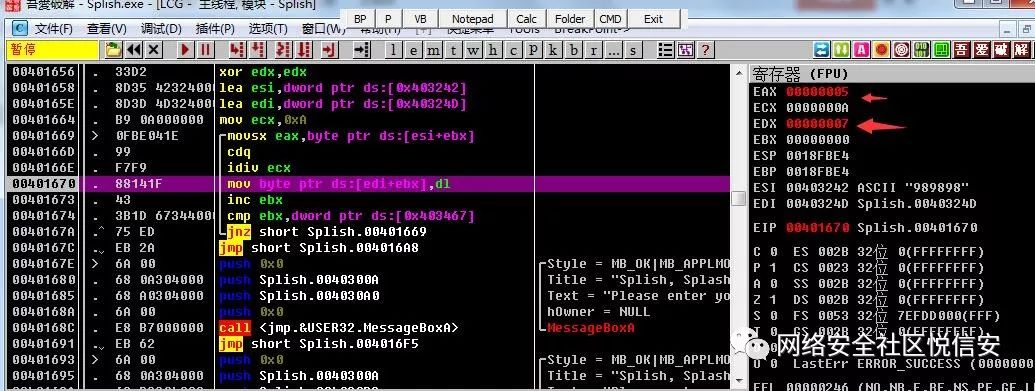 吾愛破解 - Splish.exe - [LCG - 主线程, 模块 - Splish]
BP P VB Notepad Calc Folder CMD Exit
C 文件(F) 查看(V) 调试(D) 插件(P) 选项(T) 窗口(W)
暂停 l e m t w h c p k b r ... s ? 吾 愛 破 解
00401656 . 33D2 xor edx,edx
00401658 . 8D35 42324000 lea esi,dword ptr ds:[0x403242]
0040165E . 8D3D 4D324000 lea edi,dword ptr ds:[0x40324D]
00401664 . B9 0A000000 mov ecx,0xA
00401669 > 0FBE041E movsx eax,byte ptr ds:[esi+ebx]
0040166D . 99 cdq
0040166E . F7F9 idiv ecx
00401670 . 88141F mov byte ptr ds:[edi+ebx],dl
00401673 . 43 inc ebx
00401674 . 3B1D 67344000 cmp ebx,dword ptr ds:[0x403467]
0040167A .^ 75 ED jnz short Splish.00401669
0040167C .v EB 2A jmp short Splish.004016A8
0040167E > 6A 00 push 0x0 Style = MB_OK|MB_APPLMO
00401680 . 68 0A304000 push Splish.0040300A Title = "Splish, Splash
00401685 . 68 A0304000 push Splish.004030A0 Text = "Please enter yo
0040168A . 6A 00 push 0x0 hOwner = NULL
0040168C . E8 B7000000 call <jmp.&USER32.MessageBoxA> MessageBoxA
00401691 .v EB 62 jmp short Splish.004016F5
00401693 > 6A 00 push 0x0 Style = MB_OK|MB_APPLMO
00401695 . 68 0A304000 push Splish.0040300A Title = "Splish, Splash
寄存器 (FPU)
EAX 00000005
ECX 0000000A
EDX 00000007
EBX 00000000
ESP 0018FBE4
EBP 0018FBE4
ESI 00403242 ASCII "989898"
EDI 0040324D Splish.0040324D
EIP 00401670 Splish.00401670
C 0 ES 002B 32位 0(FFFFFFFF)
P 1 CS 0023 32位 0(FFFFFFFF)
A 0 SS 002B 32位 0(FFFFFFFF)
Z 1 DS 002B 32位 0(FFFFFFFF)
S 0 FS 0053 32位 7EFDD000(FFF)
T 0 GS 002B 32位 0(FFFFFFFF)
D 0
O 0 LastErr ERROR_SUCCESS (0000000
EFL 00000246 (NO,NB,E,BE,NS,PE,GE
网络安全社区悦信安